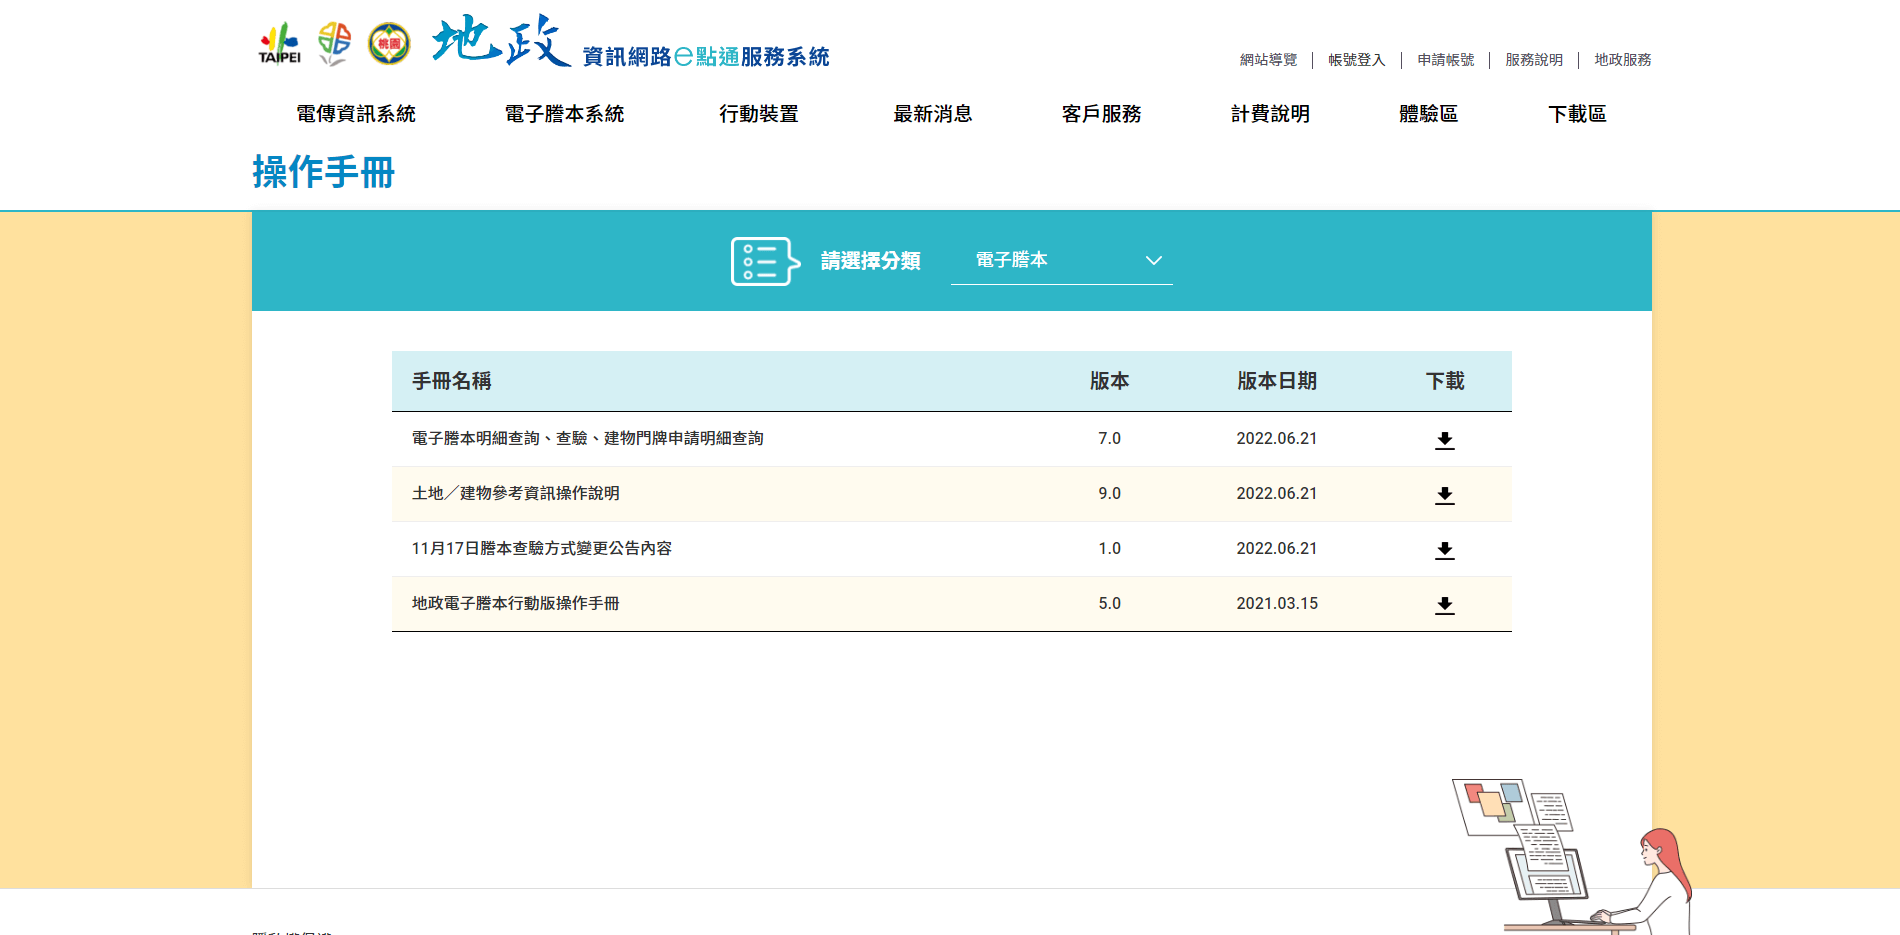 TAIPEI 桃園 地政 資訊網路e點通服務系統
網站導覽 帳號登入 申請帳號 服務說明 地政服務
電傳資訊系統 電子謄本系統 行動裝置 最新消息 客戶服務 計費說明 體驗區 下載區
操作手冊
請選擇分類 電子謄本
手冊名稱 版本 版本日期 下載
電子謄本明細查詢、查驗、建物門牌申請明細查詢 7.0 2022.06.21
土地／建物參考資訊操作說明 9.0 2022.06.21
11月17日謄本查驗方式變更公告內容 1.0 2022.06.21
地政電子謄本行動版操作手冊 5.0 2021.03.15